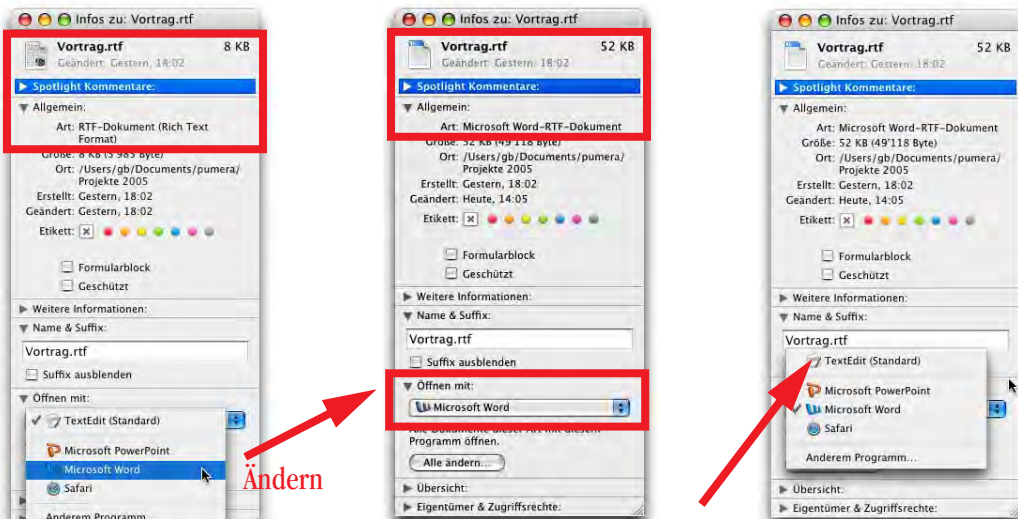 Infos zu: Vortrag.rtf
Vortrag.rtf 8 KB
Geändert: Gestern, 18:02
Spotlight Kommentare:
Allgemein:
Art: RTF-Dokument (Rich Text
Format)
Größe: 8 KB (5'985 Byte)
Ort: /Users/gb/Documents/pumera/
Projekte 2005
Erstellt: Gestern, 18:02
Geändert: Gestern, 18:02
Etikett:
Formularblock
Geschützt
Weitere Informationen:
Name & Suffix:
Vortrag.rtf
Suffix ausblenden
Öffnen mit:
TextEdit (Standard)
Microsoft PowerPoint
Microsoft Word
Safari
Anderem Programm...
Ändern
Infos zu: Vortrag.rtf
Vortrag.rtf 52 KB
Geändert: Gestern, 18:02
Spotlight Kommentare:
Allgemein:
Art: Microsoft Word-RTF-Dokument
Größe: 52 KB (49'118 Byte)
Ort: /Users/gb/Documents/pumera/
Projekte 2005
Erstellt: Gestern, 18:02
Geändert: Heute, 14:05
Etikett:
Formularblock
Geschützt
Weitere Informationen:
Name & Suffix:
Vortrag.rtf
Suffix ausblenden
Öffnen mit:
Microsoft Word
Alle Dokumente dieser Art mit diesem
Programm öffnen.
Alle ändern...
Übersicht:
Eigentümer & Zugriffsrechte:
Infos zu: Vortrag.rtf
Vortrag.rtf 52 KB
Geändert: Gestern, 18:02
Spotlight Kommentare:
Allgemein:
Art: Microsoft Word-RTF-Dokument
Größe: 52 KB (49'118 Byte)
Ort: /Users/gb/Documents/pumera/
Projekte 2005
Erstellt: Gestern, 18:02
Geändert: Heute, 14:05
Etikett:
Formularblock
Geschützt
Weitere Informationen:
Name & Suffix:
Vortrag.rtf
TextEdit (Standard)
Microsoft PowerPoint
Microsoft Word
Safari
Anderem Programm...
Übersicht:
Eigentümer & Zugriffsrechte: